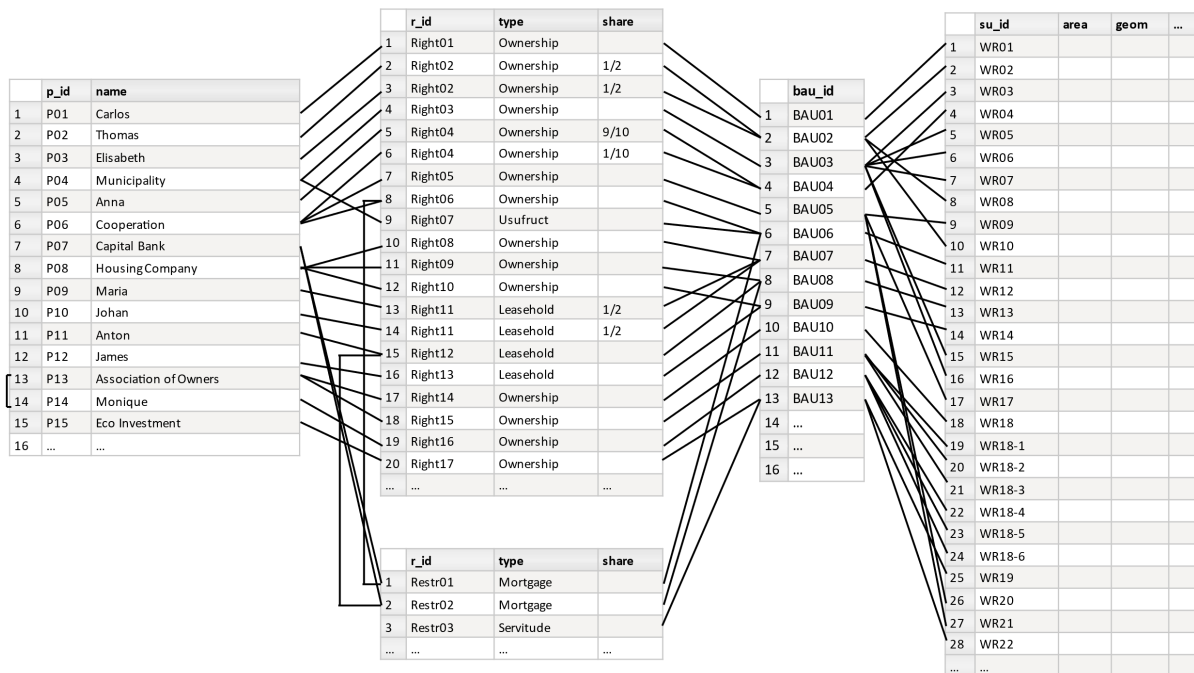 p_id name
1 P01 Carlos
2 P02 Thomas
3 P03 Elisabeth
4 P04 Municipality
5 P05 Anna
6 P06 Cooperation
7 P07 Capital Bank
8 P08 Housing Company
9 P09 Maria
10 P10 Johan
11 P11 Anton
12 P12 James
13 P13 Association of Owners
14 P14 Monique
15 P15 Eco Investment
16 ... ...
r_id type share
1 Right01 Ownership
2 Right02 Ownership 1/2
3 Right02 Ownership 1/2
4 Right03 Ownership
5 Right04 Ownership 9/10
6 Right04 Ownership 1/10
7 Right05 Ownership
8 Right06 Ownership
9 Right07 Usufruct
10 Right08 Ownership
11 Right09 Ownership
12 Right10 Ownership
13 Right11 Leasehold 1/2
14 Right11 Leasehold 1/2
15 Right12 Leasehold
16 Right13 Leasehold
17 Right14 Ownership
18 Right15 Ownership
19 Right16 Ownership
20 Right17 Ownership
... ... ... ...
r_id type share
1 Restr01 Mortgage
2 Restr02 Mortgage
3 Restr03 Servitude
... ... ... ...
bau_id
1 BAU01
2 BAU02
3 BAU03
4 BAU04
5 BAU05
6 BAU06
7 BAU07
8 BAU08
9 BAU09
10 BAU10
11 BAU11
12 BAU12
13 BAU13
14 ...
15 ...
16 ...
su_id area geom ...
1 WR01
2 WR02
3 WR03
4 WR04
5 WR05
6 WR06
7 WR07
8 WR08
9 WR09
10 WR10
11 WR11
12 WR12
13 WR13
14 WR14
15 WR15
16 WR16
17 WR17
18 WR18
19 WR18-1
20 WR18-2
21 WR18-3
22 WR18-4
23 WR18-5
24 WR18-6
25 WR19
26 WR20
27 WR21
28 WR22
... ...